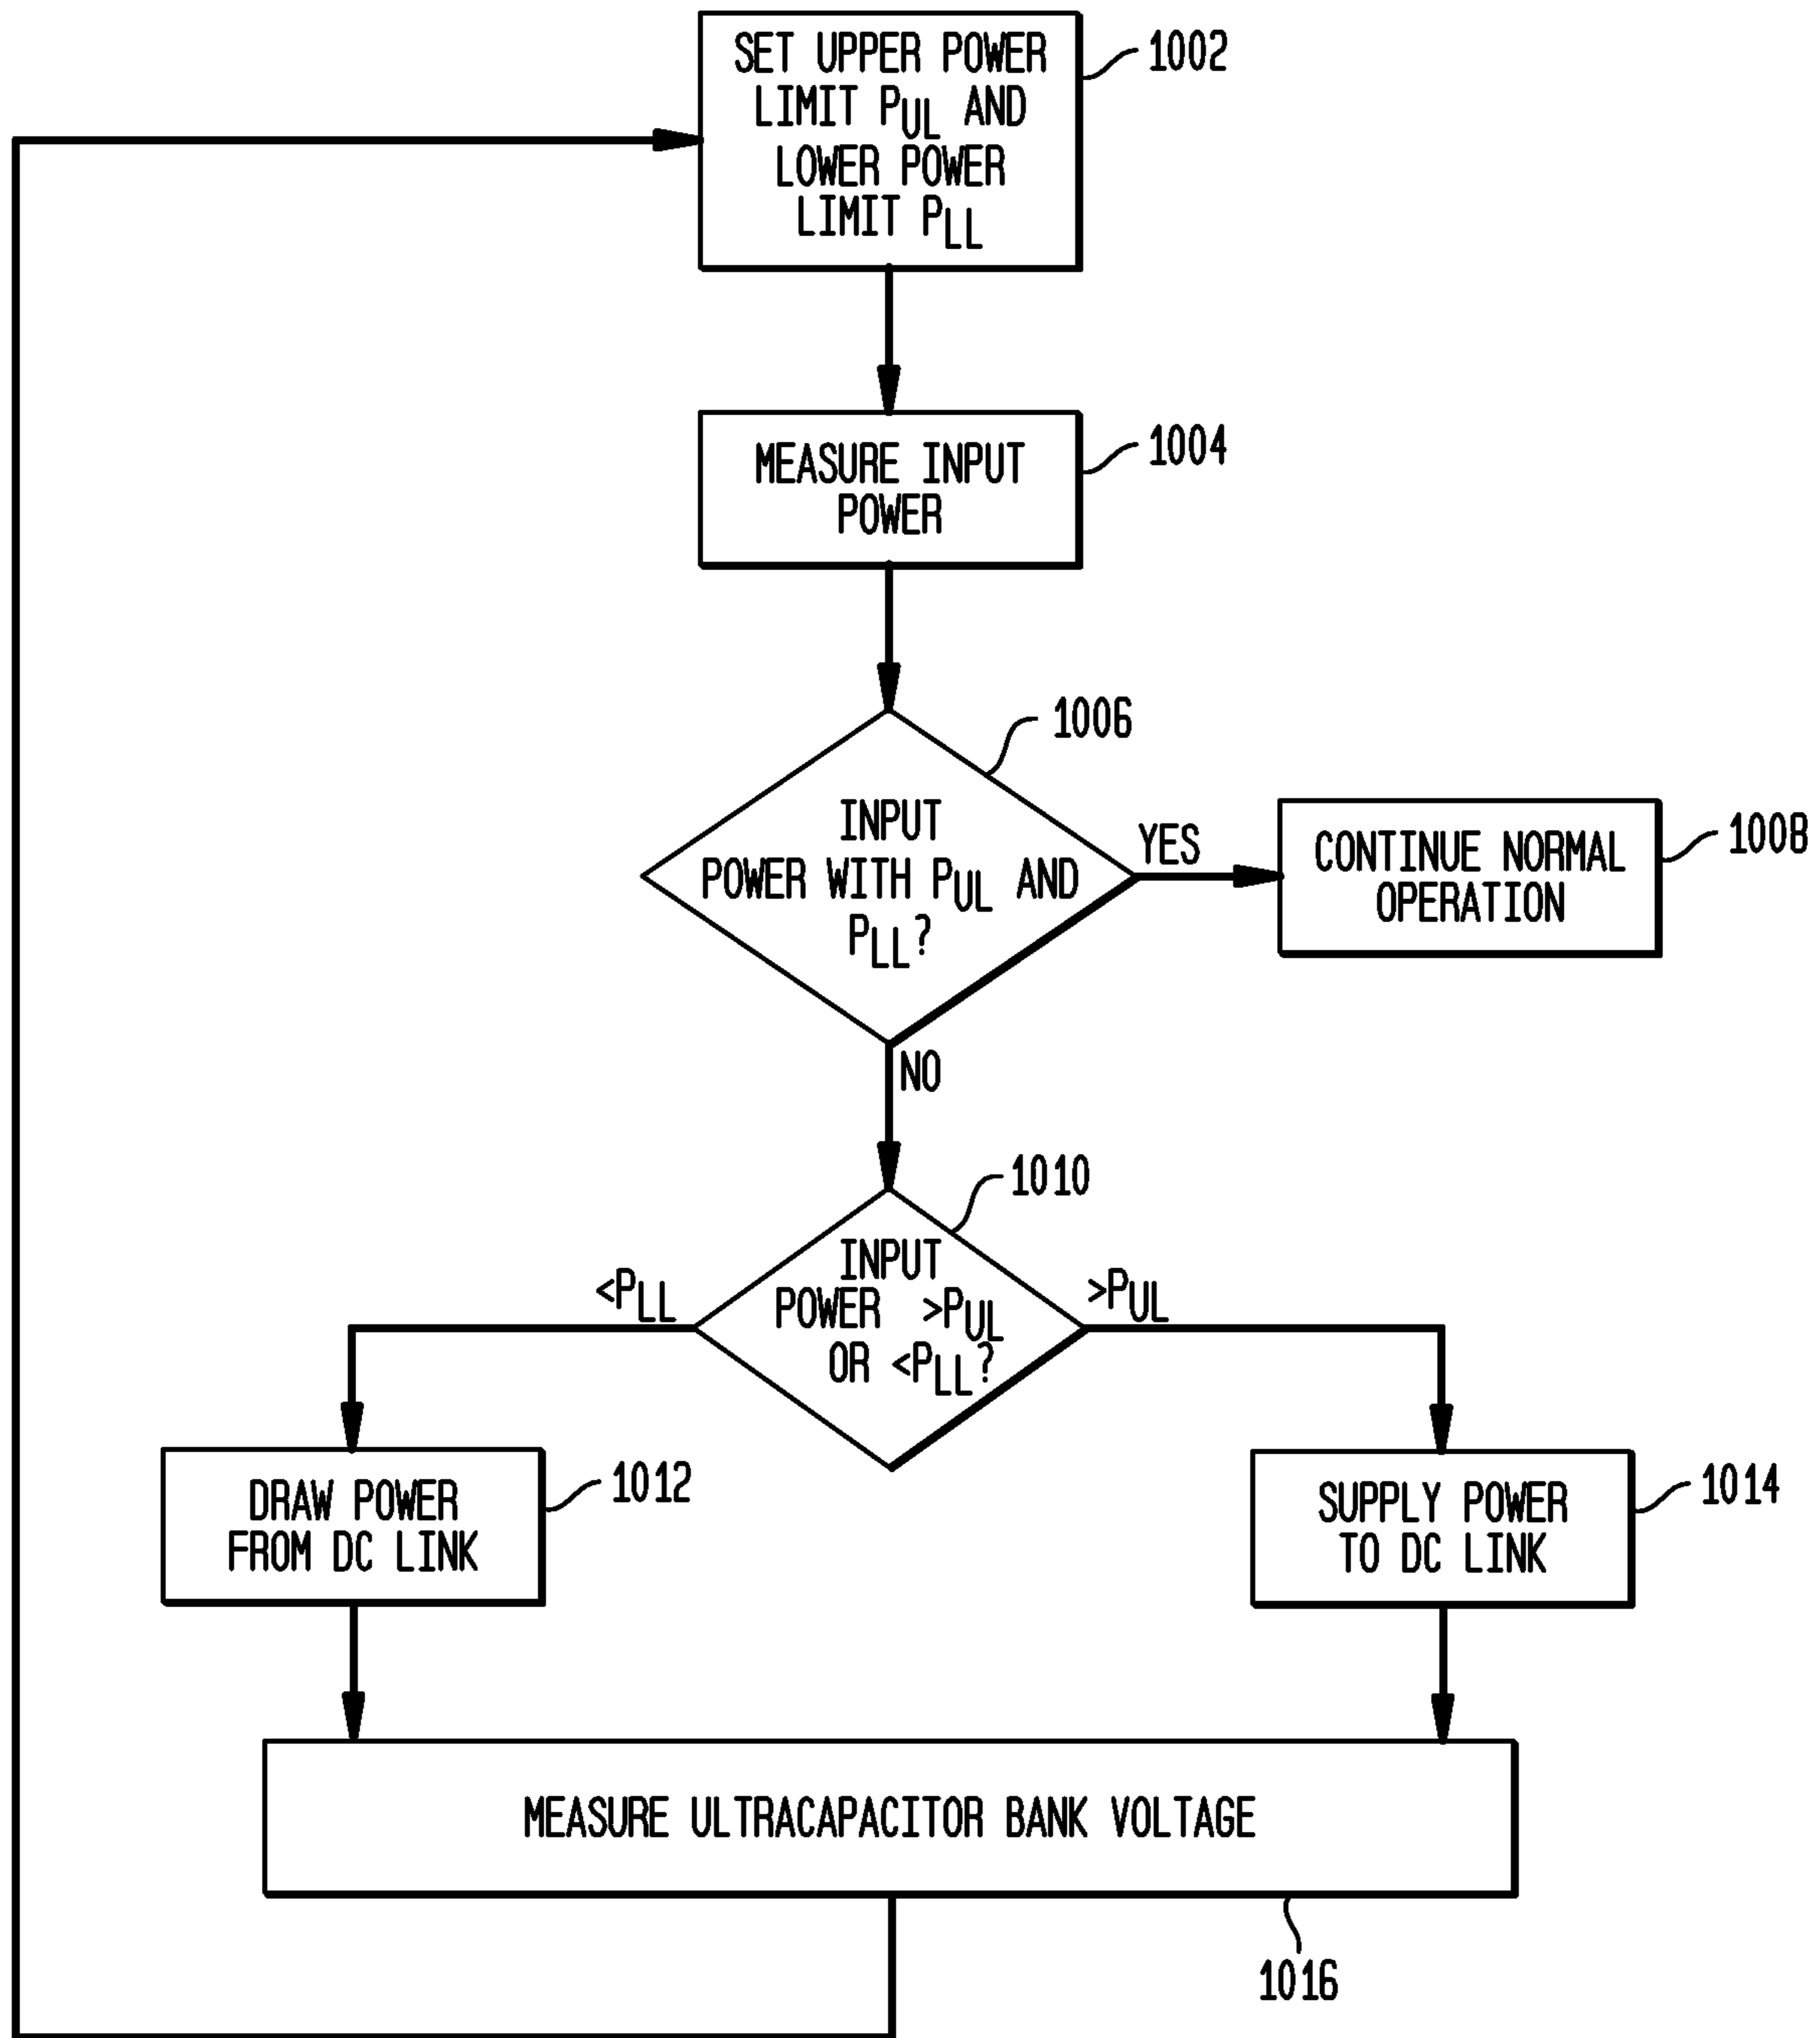 SET UPPER POWER
LIMIT PUL AND
LOWER POWER
LIMIT PLL
1002
MEASURE INPUT
POWER
1004
INPUT
POWER WITH PUL AND
PLL?
1006
YES
CONTINUE NORMAL
OPERATION
1008
NO
INPUT
POWER >PUL
OR <PLL?
1010
<PLL
>PUL
DRAW POWER
FROM DC LINK
1012
SUPPLY POWER
TO DC LINK
1014
MEASURE ULTRACAPACITOR BANK VOLTAGE
1016